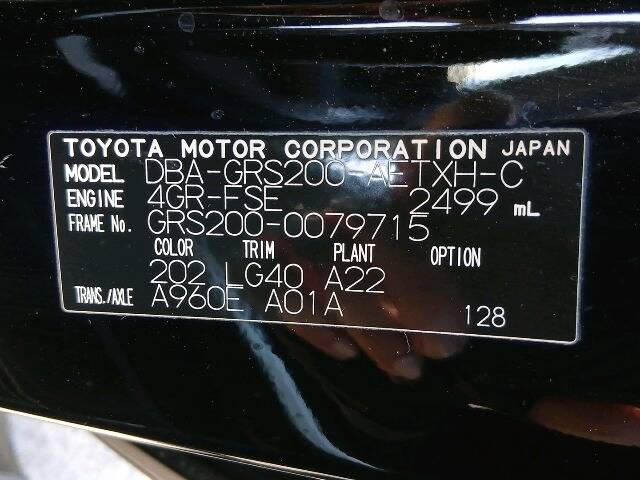 TOYOTA MOTOR CORPORATION JAPAN
MODEL DBA-GRS200-AETXH-C
ENGINE 4GR-FSE 2499 mL
FRAME No. GRS200-0079715
COLOR TRIM PLANT OPTION
202 LG40 A22
TRANS./AXLE A960E A01A
128